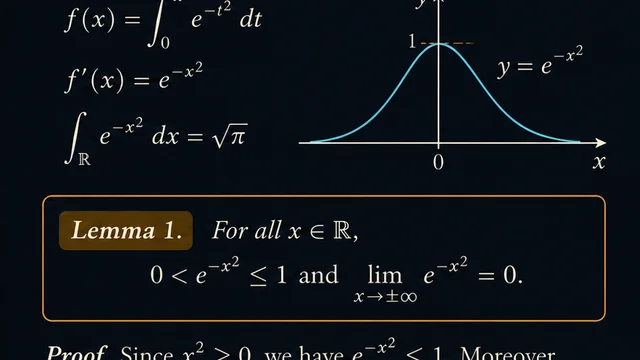 f(x) = ∫₀ e^{-t²} dt
f′(x) = e^{-x²}
∫_ℝ e^{-x²} dx = √π
1
y = e^{-x²}
0
x
Lemma 1. For all x ∈ ℝ,
0 < e^{-x²} ≤ 1 and lim_{x→±∞} e^{-x²} = 0.
Proof. Since x² ≥ 0, we have e^{-x²} ≤ 1. Moreover